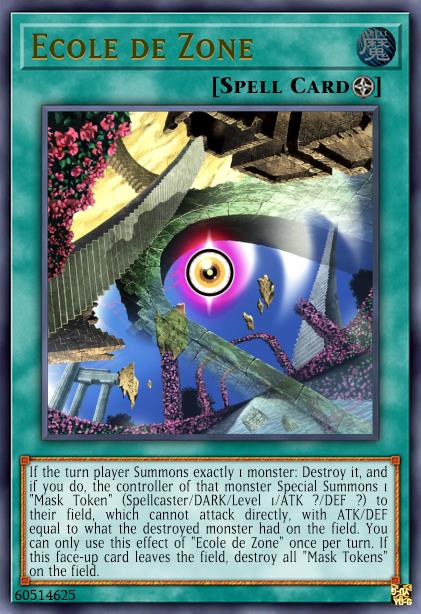 Ecole de Zone
魔
[Spell Card]
If the turn player Summons exactly 1 monster: Destroy it, and
if you do, the controller of that monster Special Summons 1
"Mask Token" (Spellcaster/DARK/Level 1/ATK ?/DEF ?) to
their field, which cannot attack directly, with ATK/DEF
equal to what the destroyed monster had on the field. You
can only use this effect of "Ecole de Zone" once per turn. If
this face-up card leaves the field, destroy all "Mask Tokens"
on the field.
60514625